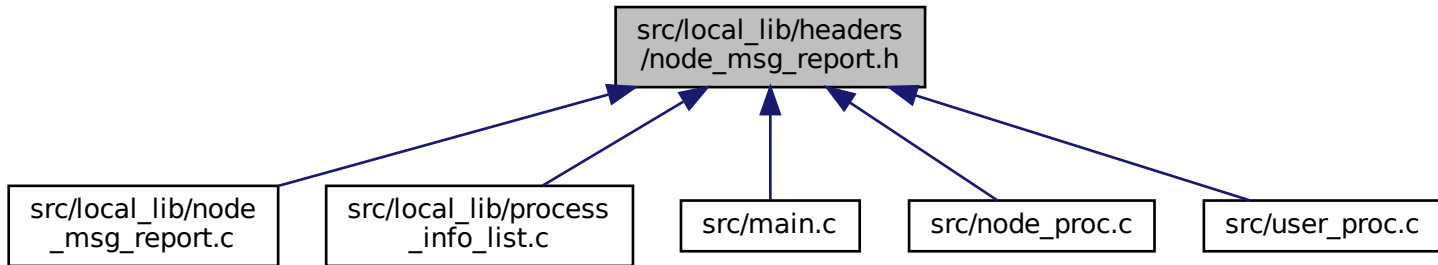 src/local_lib/headers
/node_msg_report.h
src/local_lib/node
_msg_report.c
src/local_lib/process
_info_list.c
src/main.c
src/node_proc.c
src/user_proc.c